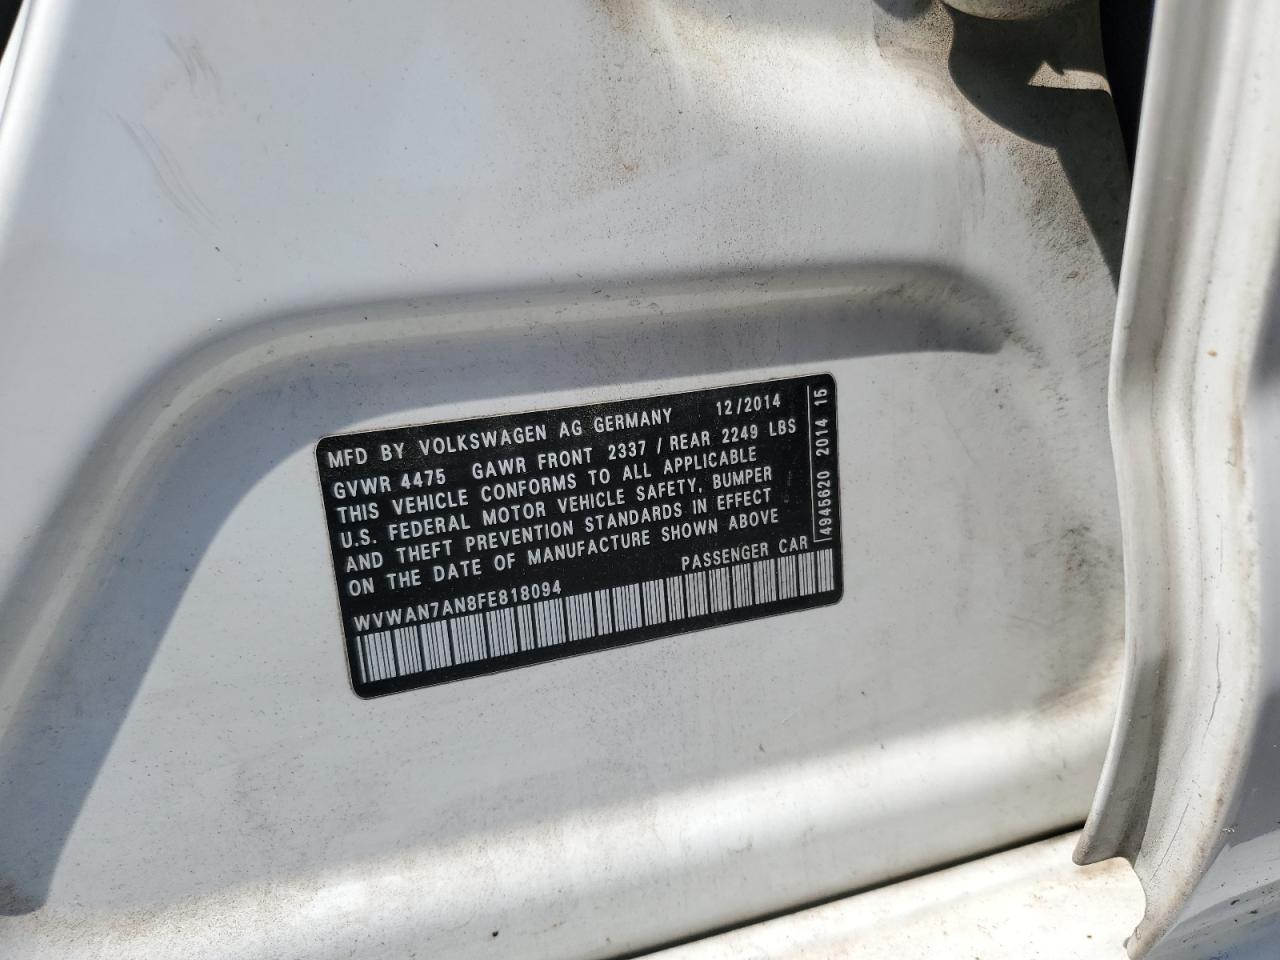 MFD BY VOLKSWAGEN AG GERMANY 12/2014
GVWR 4475 GAWR FRONT 2337 / REAR 2249 LBS
THIS VEHICLE CONFORMS TO ALL APPLICABLE
U.S. FEDERAL MOTOR VEHICLE SAFETY, BUMPER
AND THEFT PREVENTION STANDARDS IN EFFECT
ON THE DATE OF MANUFACTURE SHOWN ABOVE
PASSENGER CAR
WVWAN7AN8FE818094
4945620 2014 15